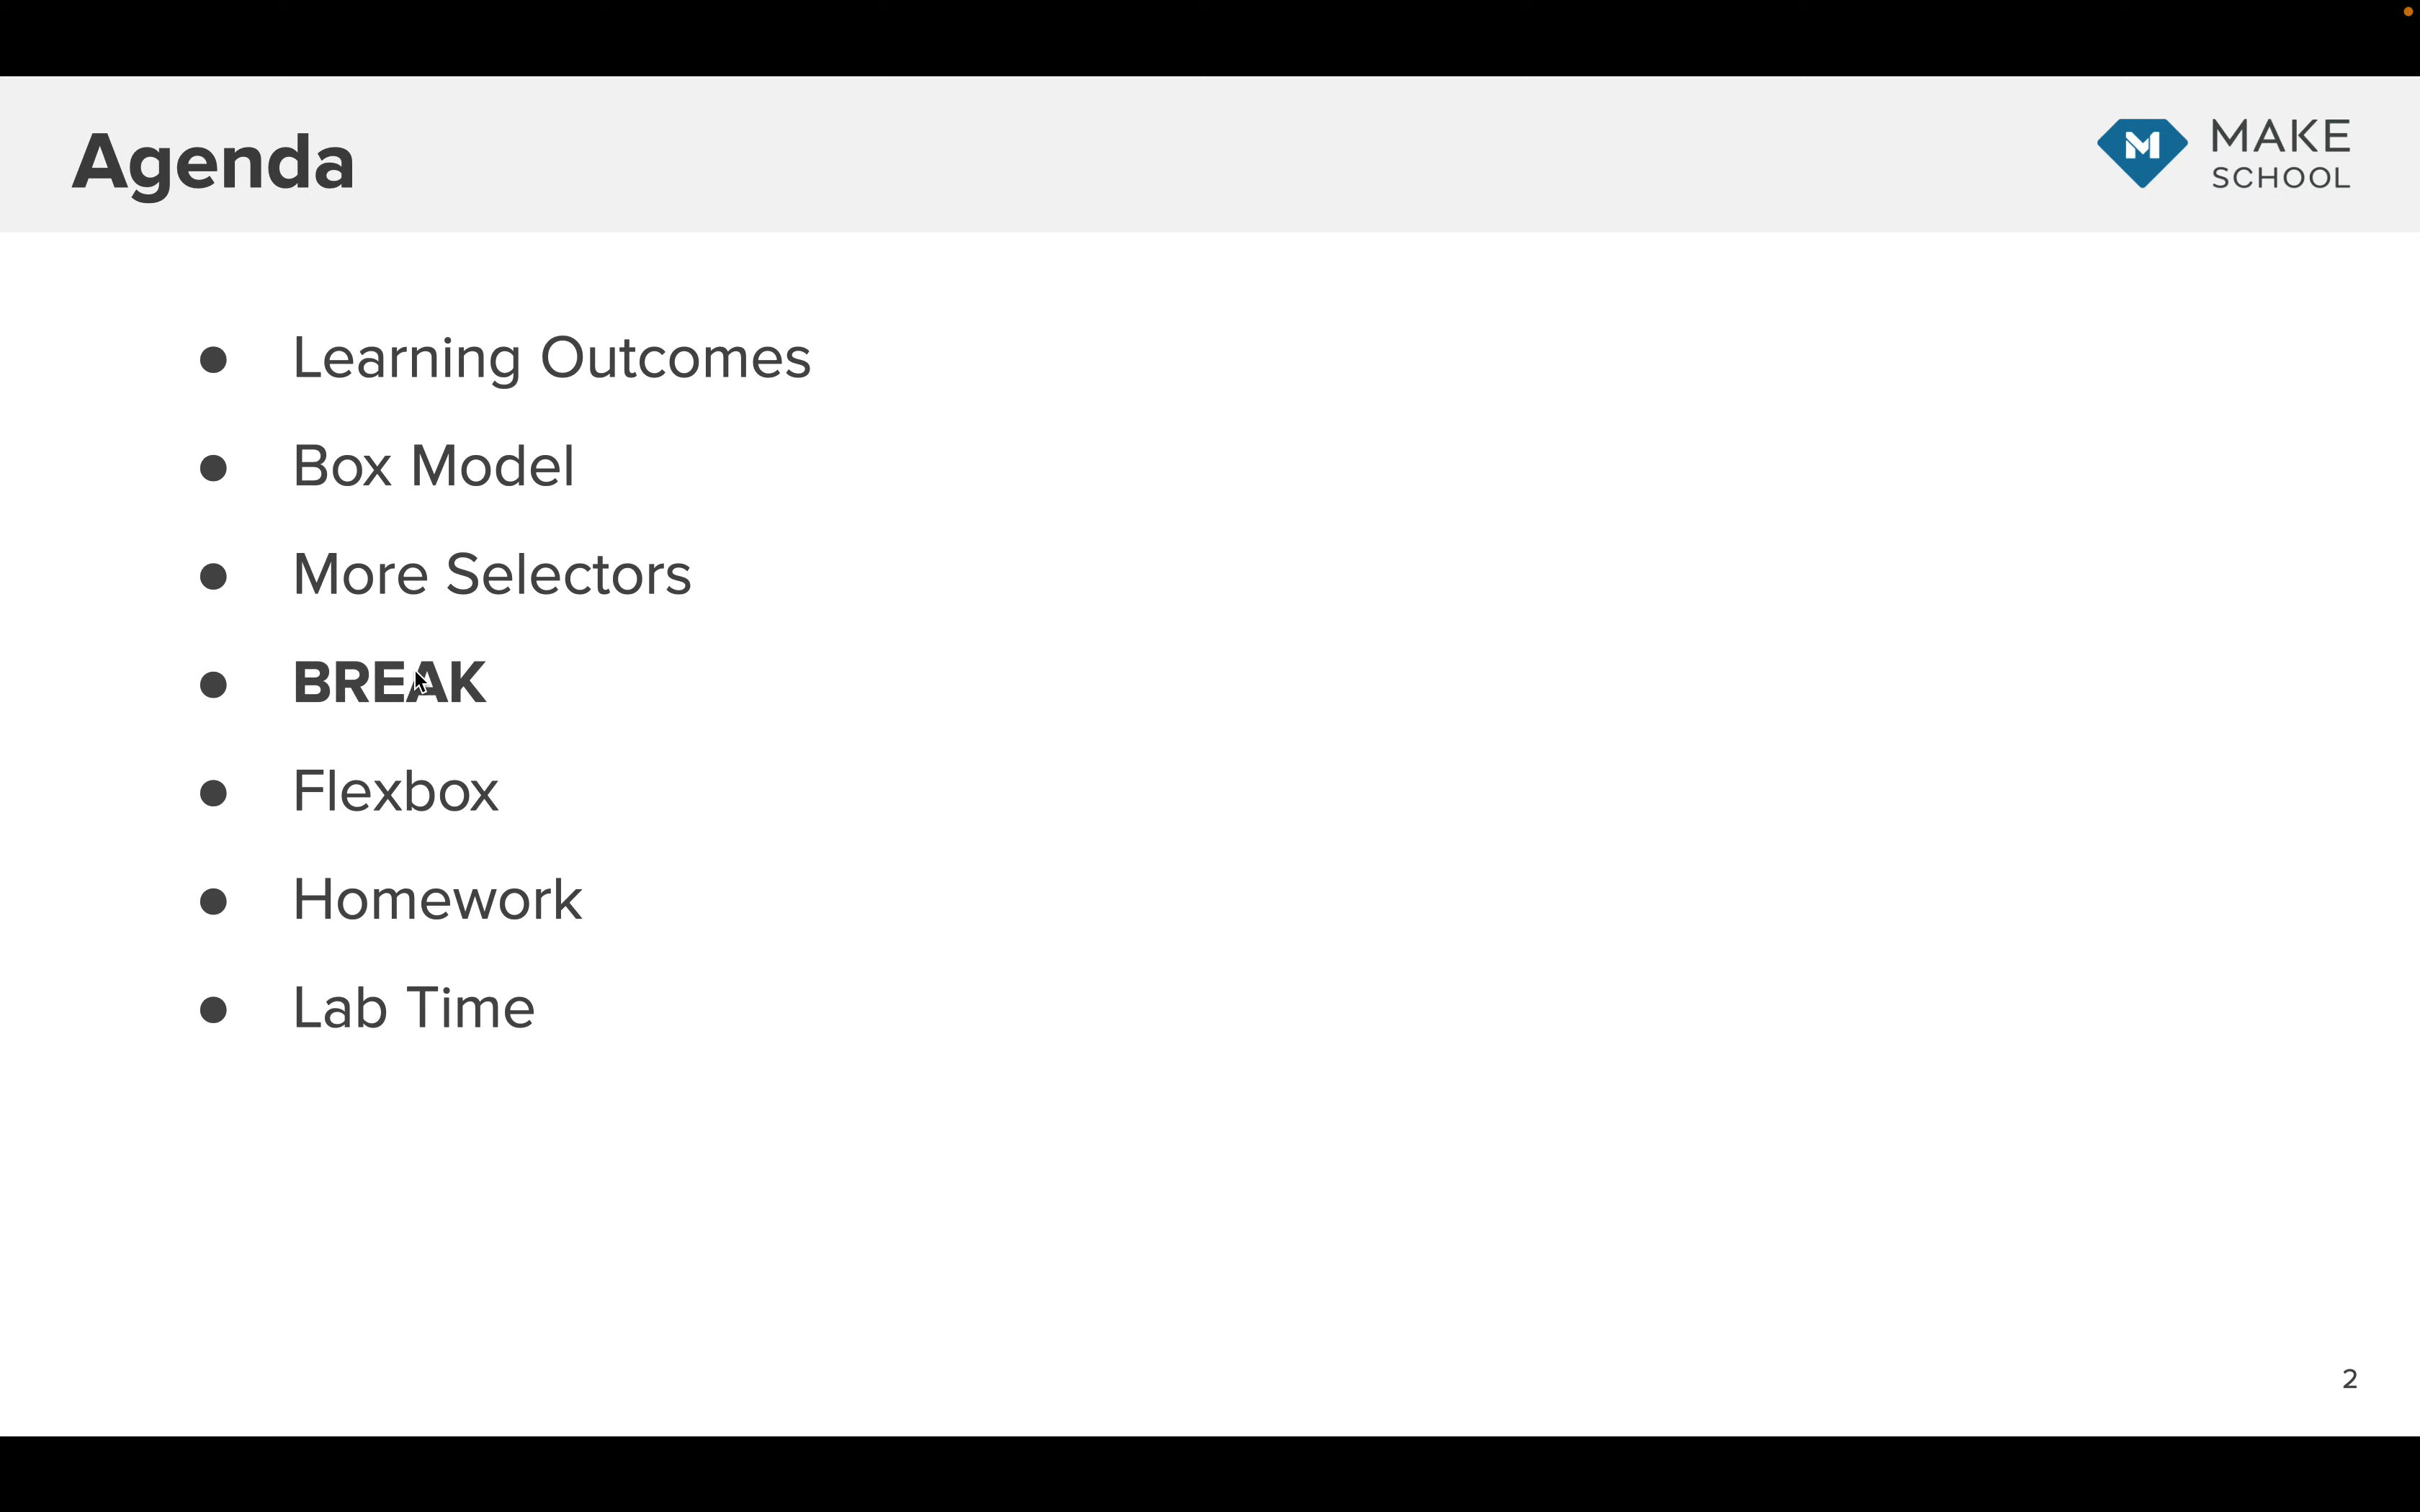 Agenda
MAKE
SCHOOL
Learning Outcomes
Box Model
More Selectors
BREAK
Flexbox
Homework
Lab Time
2